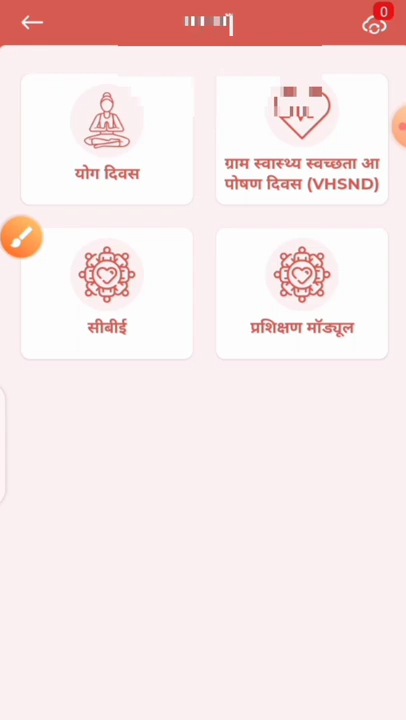 0
योग दिवस
ग्राम स्वास्थ्य स्वच्छता आ
पोषण दिवस (VHSND)
सीबीई
प्रशिक्षण मॉड्यूल